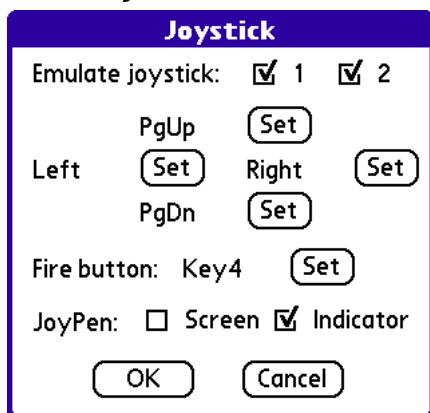 Joystick
Emulate joystick: 1 2
PgUp Set
Left Set Right Set
PgDn Set
Fire button: Key4 Set
JoyPen: Screen Indicator
OK Cancel